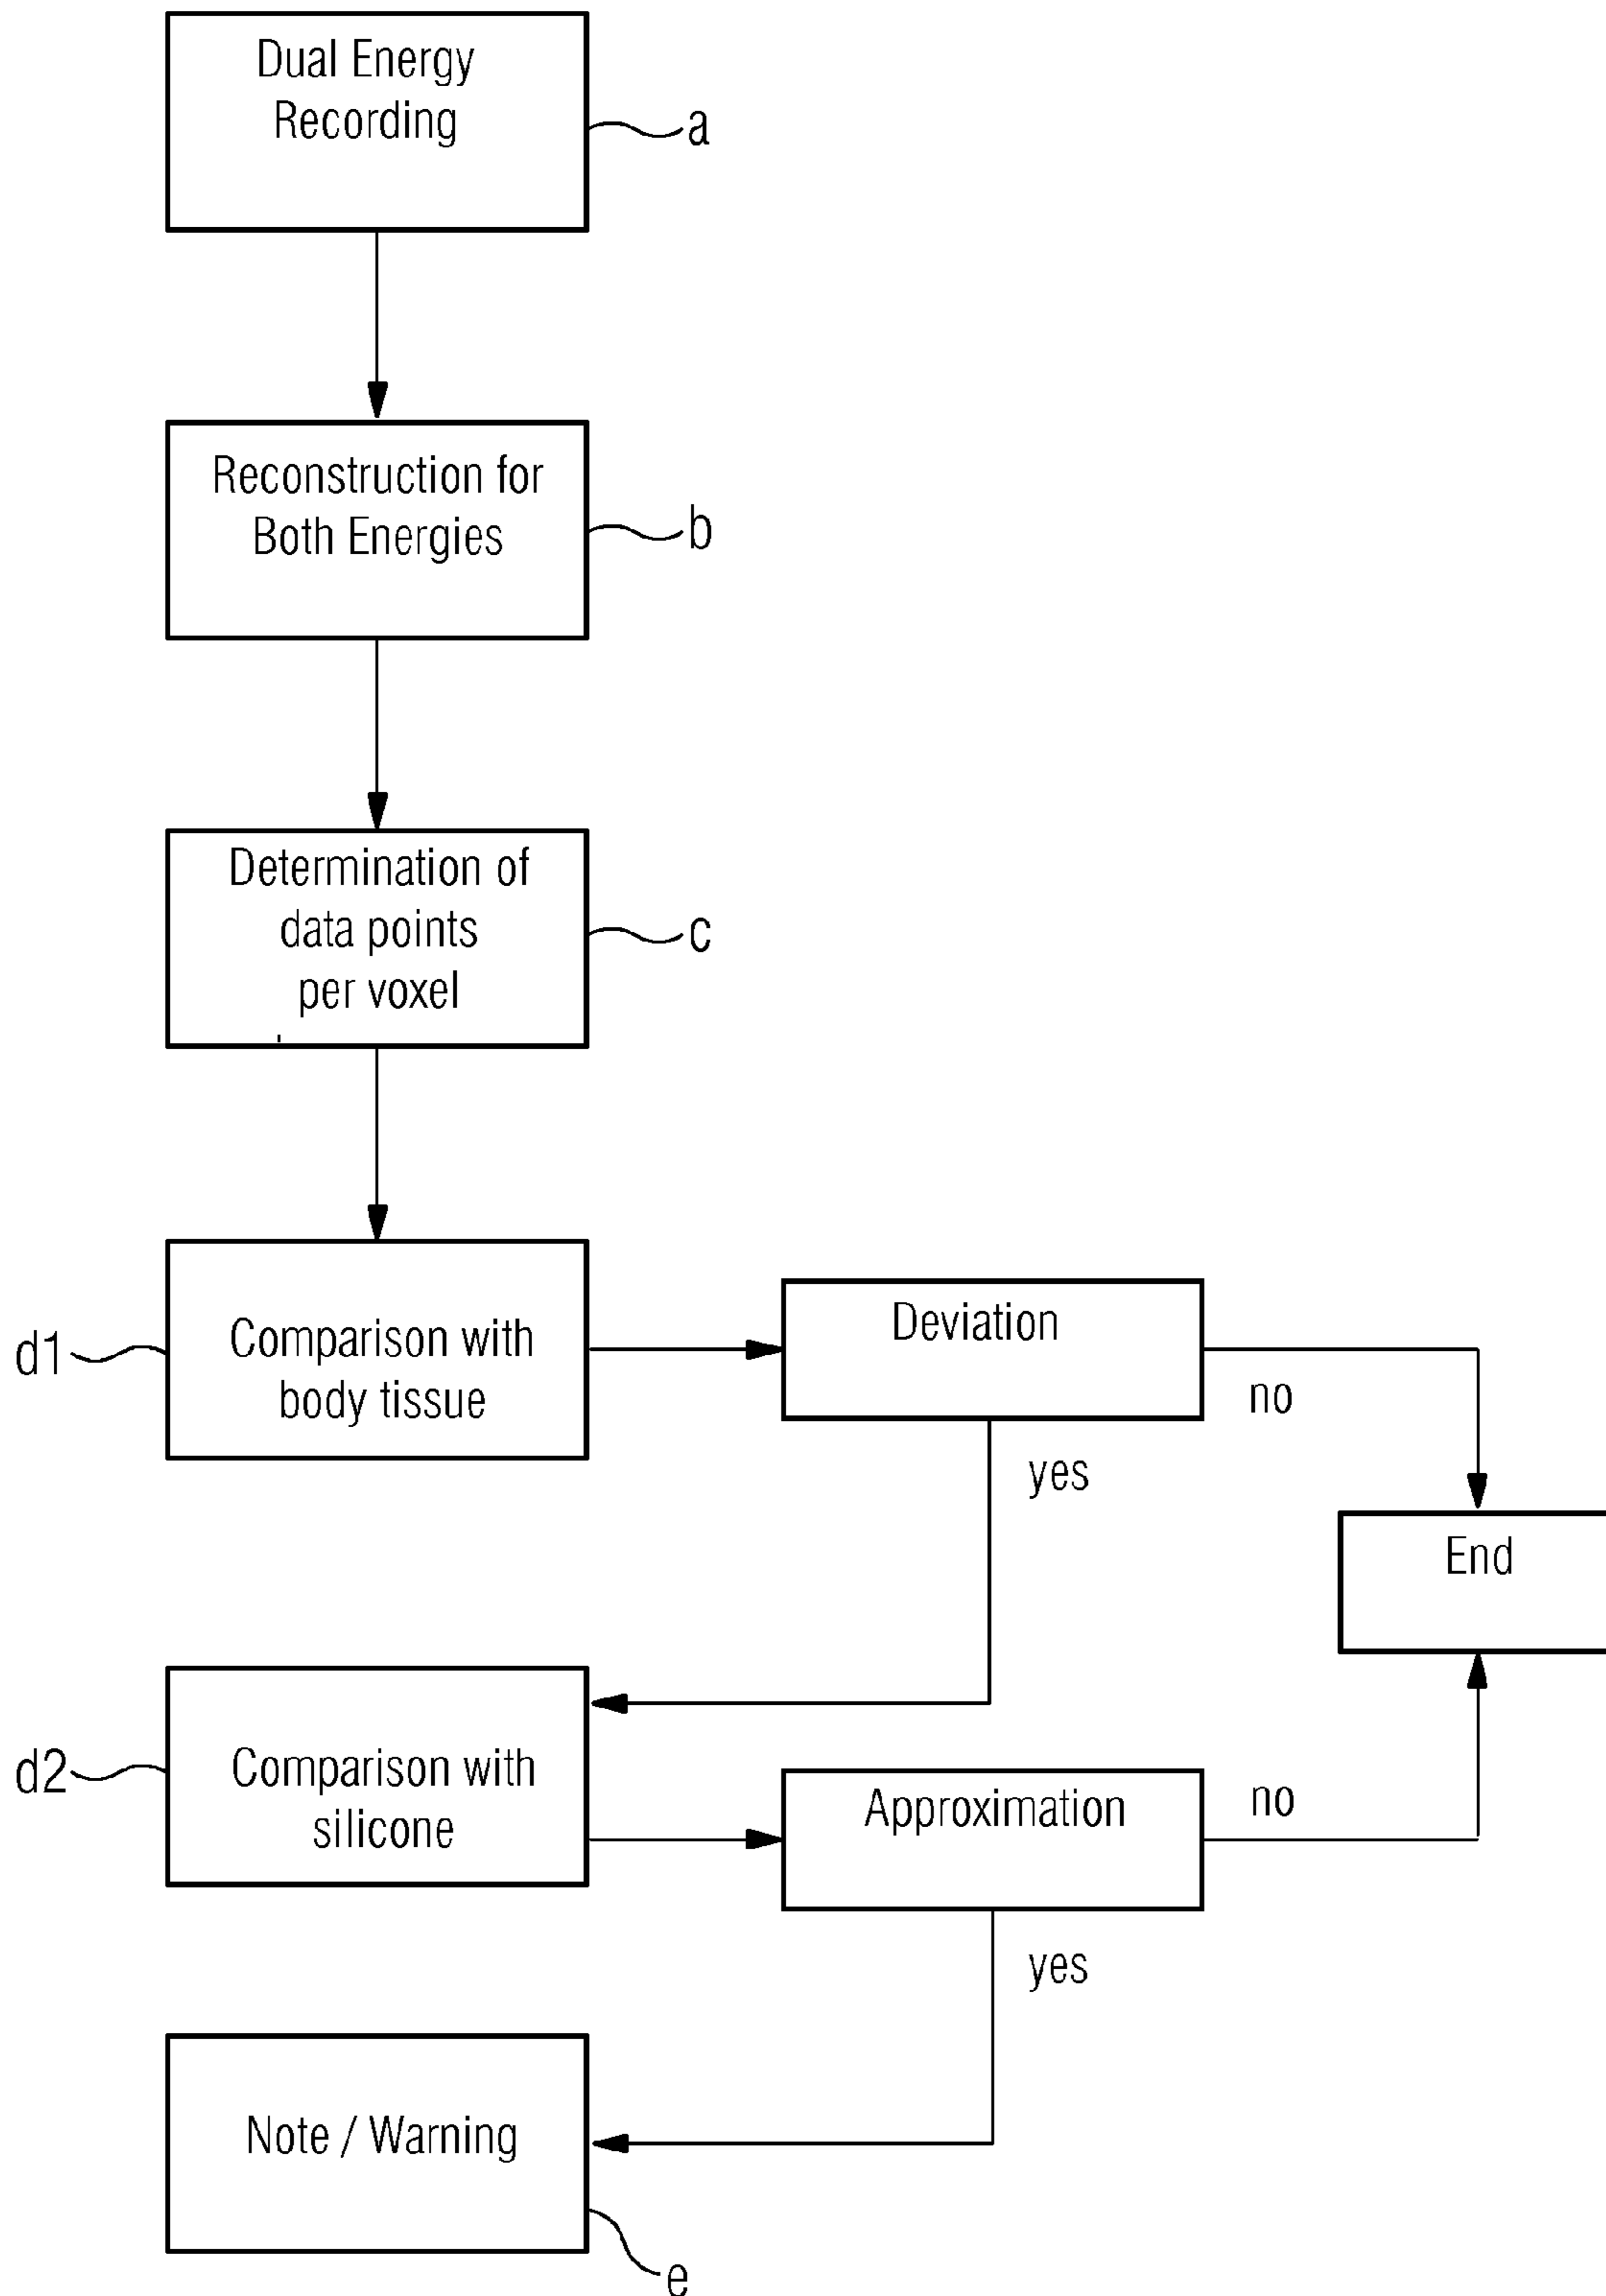 Dual Energy
Recording
a
Reconstruction for
Both Energies
b
Determination of
data points
per voxel
c
d1
Comparison with
body tissue
Deviation
no
yes
End
d2
Comparison with
silicone
Approximation
no
yes
Note / Warning
e